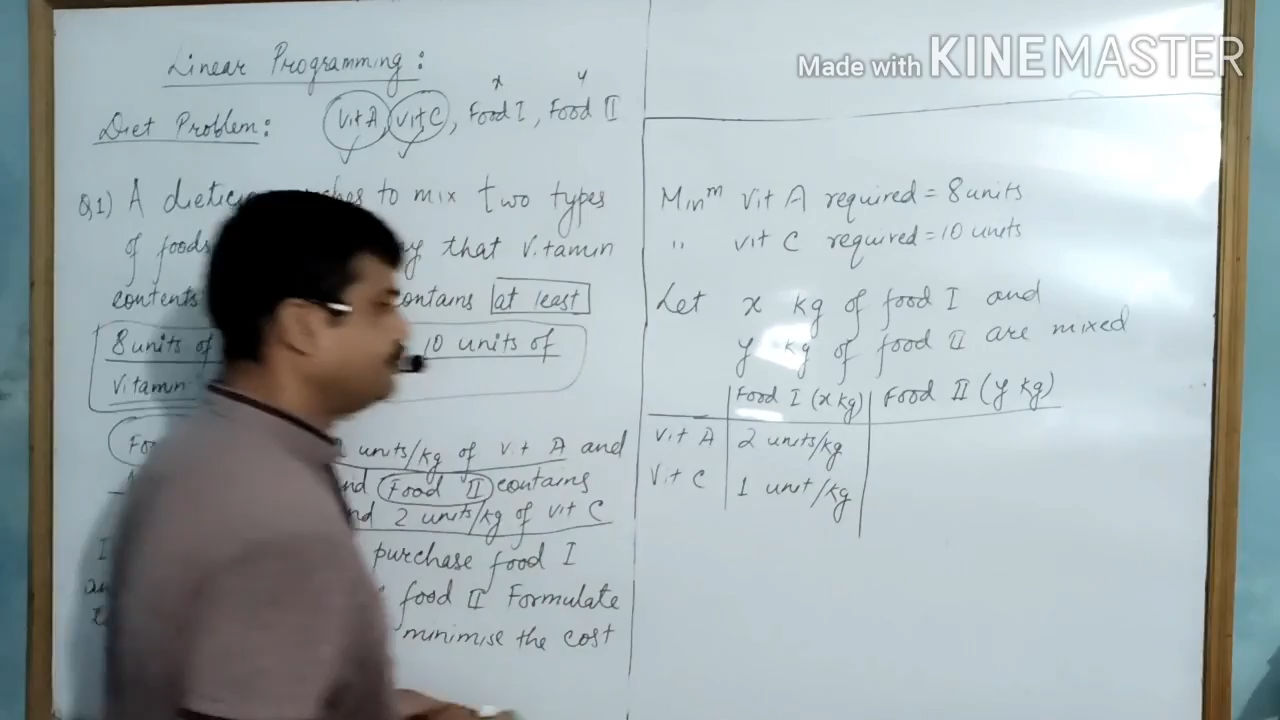 Linear Programming:
Diet Problem: Vit A Vit C, Food I, Food II
x y
Q1) A to mix two types
of foods that Vitamin
contents contains at least
8 units of 10 units of
Vitamin
units/kg of Vit A and
and Food II contains
2 units/kg of Vit C
purchase food I
food II Formulate
minimise the cost
Made with KINEMASTER
Minm Vit A required = 8 units
" Vit C required = 10 units
Let x kg of food I and
y kg of food II are mixed
Food I (x kg) Food II (y kg)
Vit A 2 units/kg
Vit C 1 unit/kg